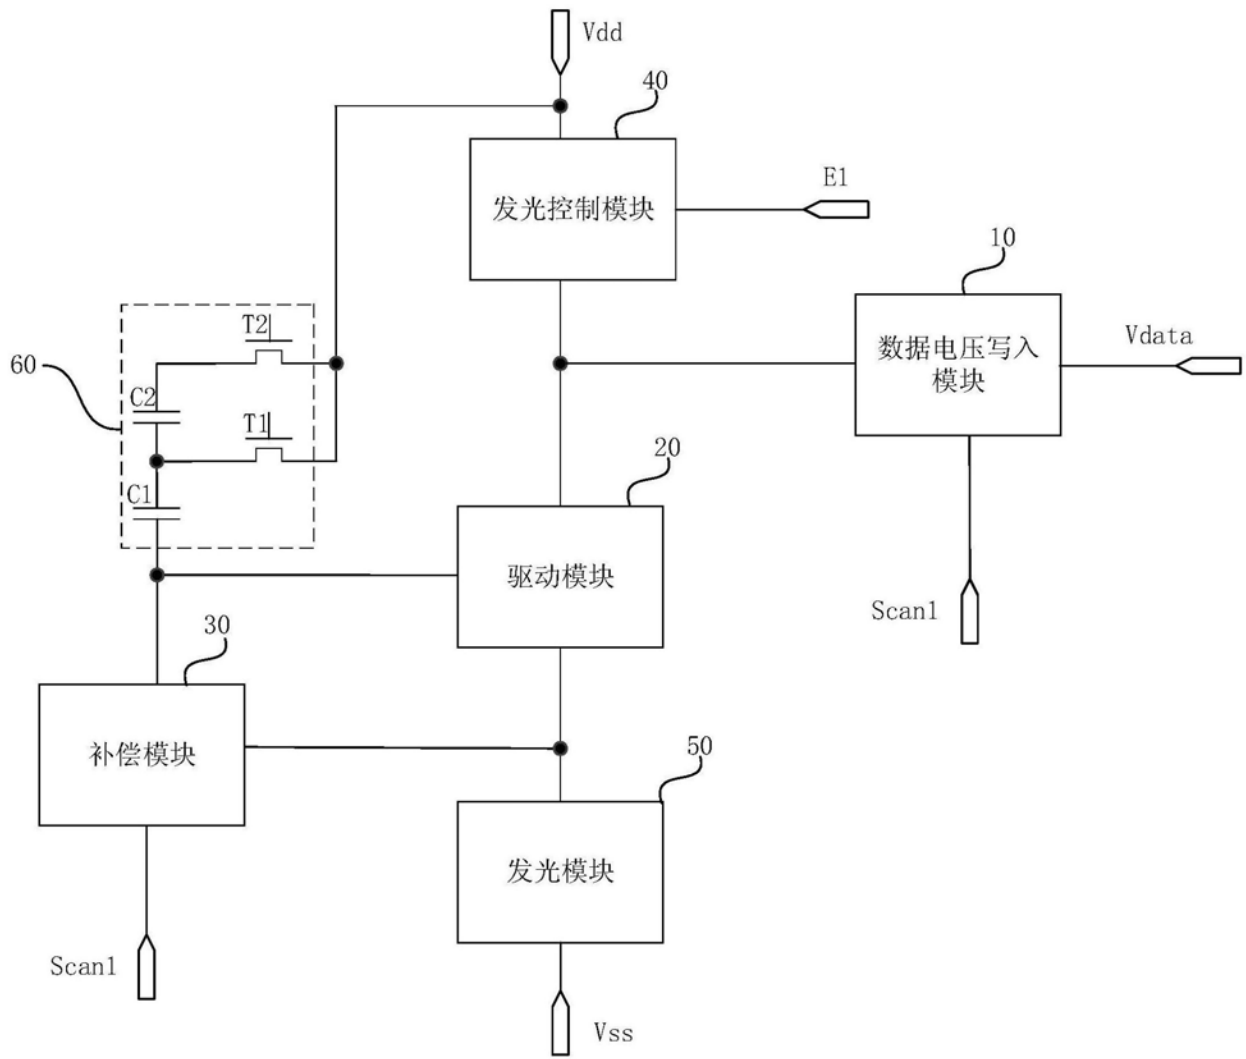 Vdd
40
E1
发光控制模块
10
T2
Vdata
数据电压写入
模块
60
C2
T1
20
C1
驱动模块
Scan1
30
50
补偿模块
发光模块
Scan1
Vss